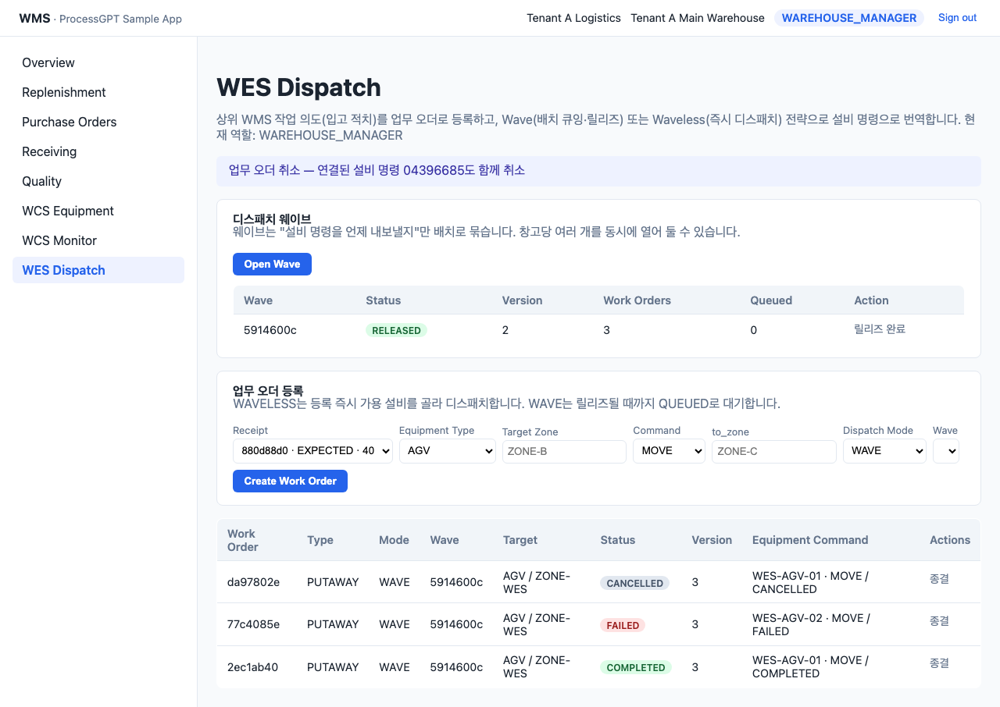 WMS · ProcessGPT Sample App
Tenant A Logistics Tenant A Main Warehouse WAREHOUSE_MANAGER Sign out
Overview
Replenishment
Purchase Orders
Receiving
Quality
WCS Equipment
WCS Monitor
WES Dispatch
WES Dispatch
상위 WMS 작업 의도(입고 적치)를 업무 오더로 등록하고, Wave(배치 큐잉·릴리즈) 또는 Waveless(즉시 디스패치) 전략으로 설비 명령으로 번역합니다. 현
재 역할: WAREHOUSE_MANAGER
업무 오더 취소 — 연결된 설비 명령 04396685도 함께 취소
디스패치 웨이브
웨이브는 "설비 명령을 언제 내보낼지"만 배치로 묶습니다. 창고당 여러 개를 동시에 열어 둘 수 있습니다.
Open Wave
Wave Status Version Work Orders Queued Action
5914600c RELEASED 2 3 0 릴리즈 완료
업무 오더 등록
WAVELESS는 등록 즉시 가용 설비를 골라 디스패치합니다. WAVE는 릴리즈될 때까지 QUEUED로 대기합니다.
Receipt Equipment Type Target Zone Command to_zone Dispatch Mode Wave
880d88d0 · EXPECTED · 40 AGV ZONE-B MOVE ZONE-C WAVE
Create Work Order
Work
Order Type Mode Wave Target Status Version Equipment Command Actions
da97802e PUTAWAY WAVE 5914600c AGV / ZONE- CANCELLED 3 WES-AGV-01 · MOVE / 종결
WES CANCELLED
77c4085e PUTAWAY WAVE 5914600c AGV / ZONE- FAILED 3 WES-AGV-02 · MOVE / 종결
WES FAILED
2ec1ab40 PUTAWAY WAVE 5914600c AGV / ZONE- COMPLETED 3 WES-AGV-01 · MOVE / 종결
WES COMPLETED